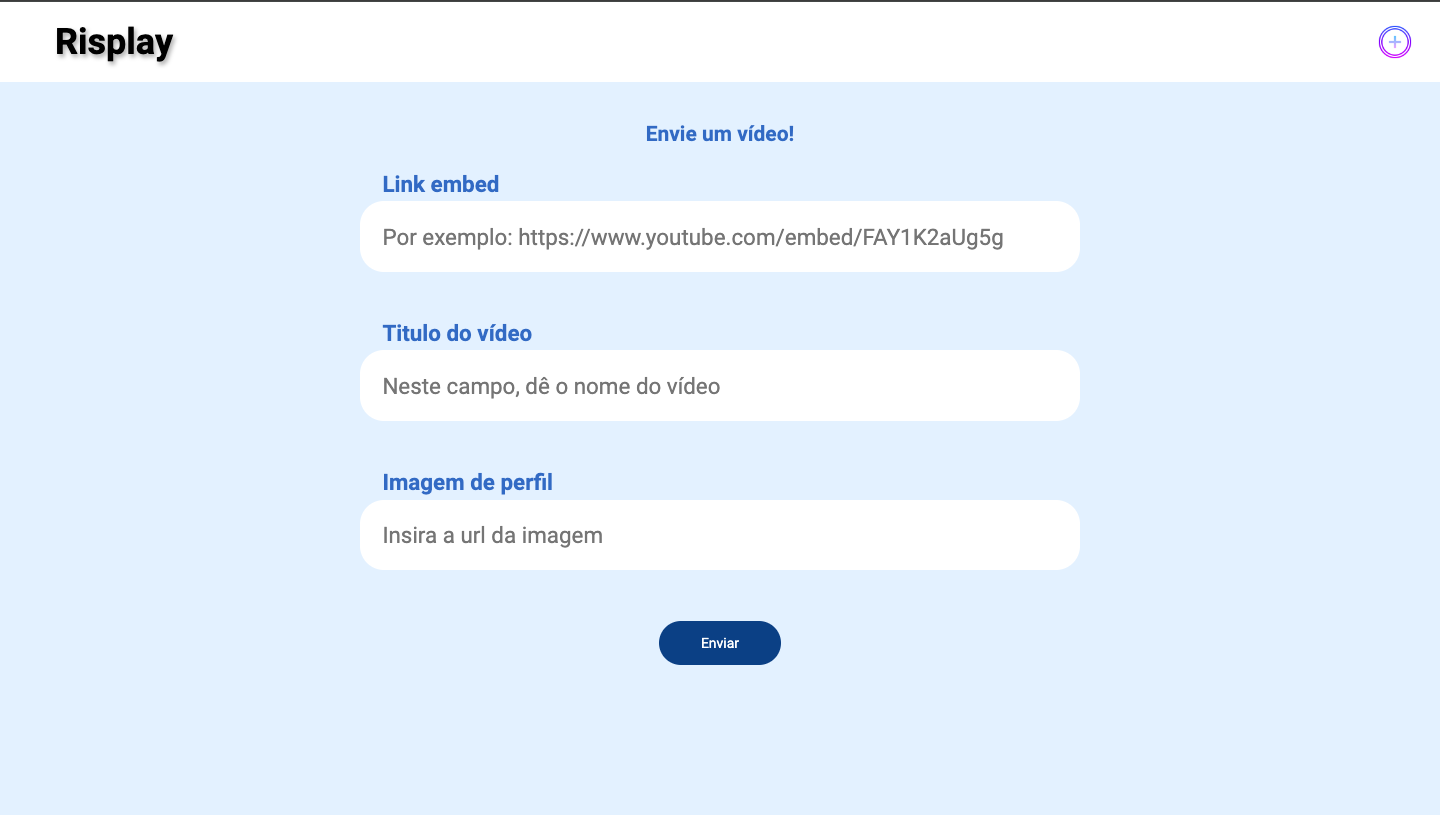 Risplay
Envie um vídeo!
Link embed
Por exemplo: https://www.youtube.com/embed/FAY1K2aUg5g
Titulo do vídeo
Neste campo, dê o nome do vídeo
Imagem de perfil
Insira a url da imagem
Enviar